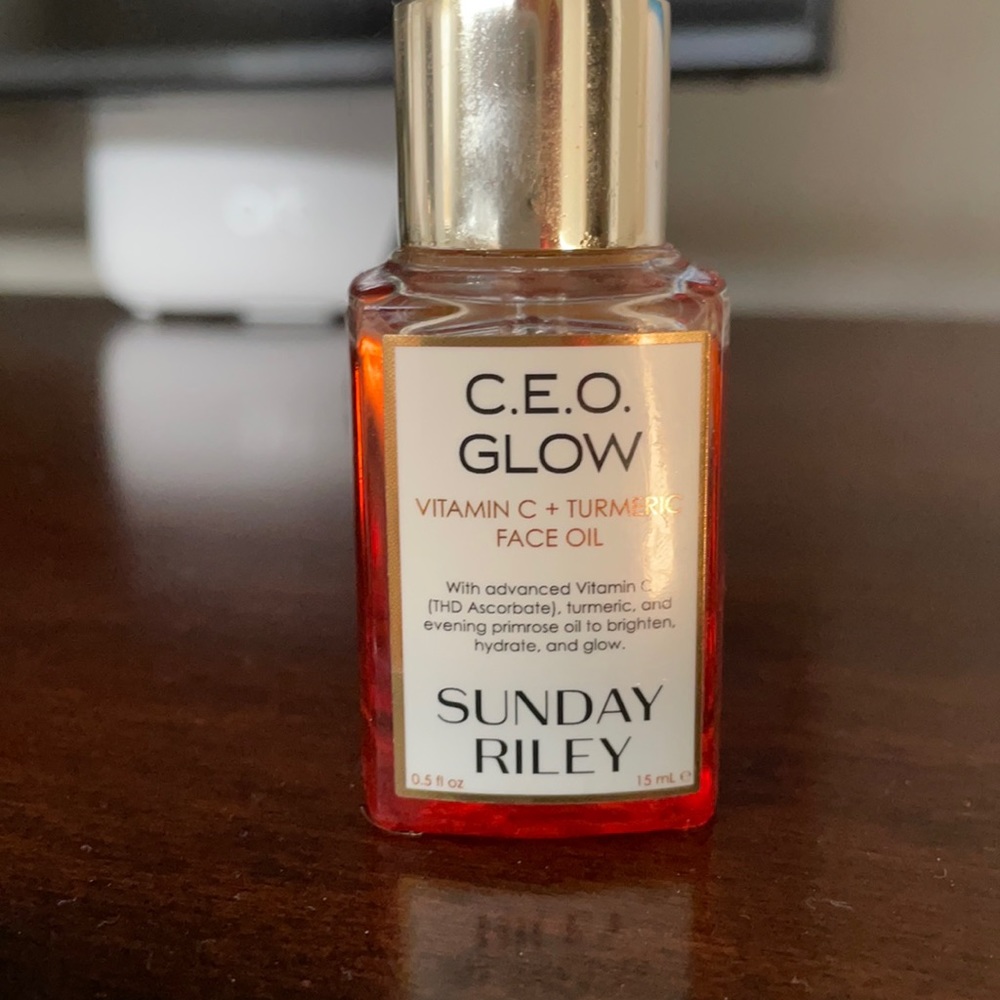 C.E.O.
GLOW
VITAMIN C + TURMERIC
FACE OIL
With advanced Vitamin C
(THD Ascorbate), turmeric, and
evening primrose oil to brighten,
hydrate, and glow.
SUNDAY
RILEY
0.5 fl oz 15 mL ℮